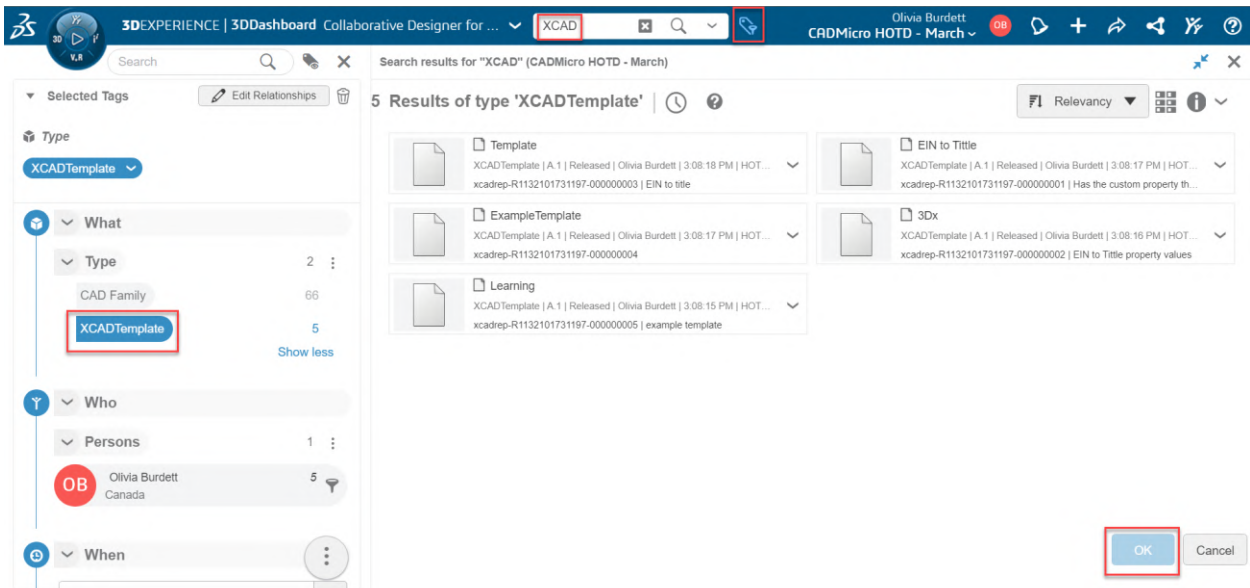 3DEXPERIENCE | 3DDashboard Collaborative Designer for ...
XCAD
Olivia Burdett
CADMicro HOTD - March
OB
3D
V,R
Search
Selected Tags
Edit Relationships
Type
XCADTemplate
What
Type 2
CAD Family 66
XCADTemplate 5
Show less
Who
Persons 1
OB
Olivia Burdett 5
Canada
When
Search results for "XCAD" (CADMicro HOTD - March)
5 Results of type 'XCADTemplate' |
Relevancy
Template
XCADTemplate | A.1 | Released | Olivia Burdett | 3:08:18 PM | HOT...
xcadrep-R1132101731197-000000003 | EIN to title
EIN to Tittle
XCADTemplate | A.1 | Released | Olivia Burdett | 3:08:17 PM | HOT...
xcadrep-R1132101731197-000000001 | Has the custom property th...
ExampleTemplate
XCADTemplate | A.1 | Released | Olivia Burdett | 3:08:17 PM | HOT...
xcadrep-R1132101731197-000000004
3Dx
XCADTemplate | A.1 | Released | Olivia Burdett | 3:08:16 PM | HOT...
xcadrep-R1132101731197-000000002 | EIN to Tittle property values
Learning
XCADTemplate | A.1 | Released | Olivia Burdett | 3:08:15 PM | HOT...
xcadrep-R1132101731197-000000005 | example template
OK
Cancel